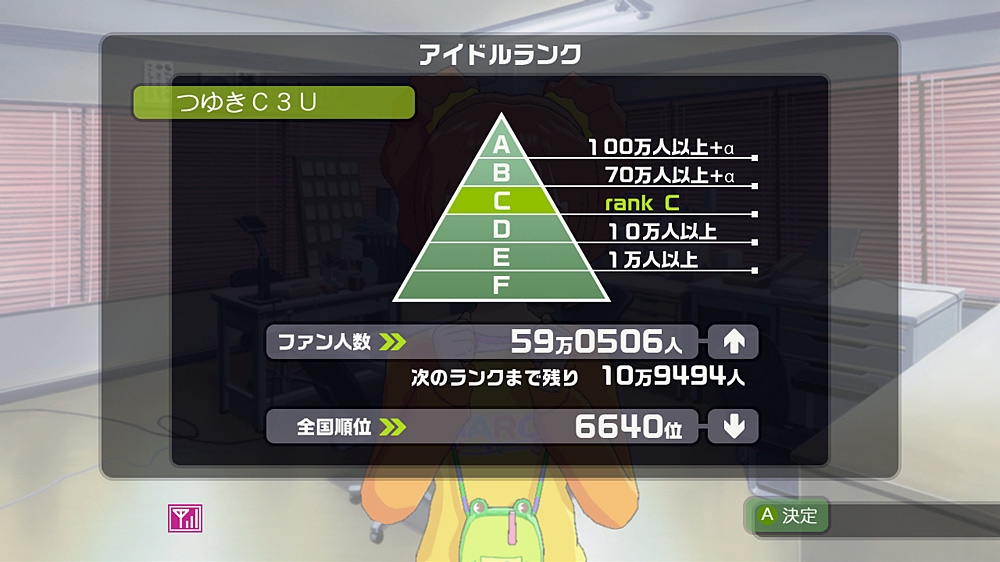 アイドルランク
つゆきC3U
A 100万人以上+α
B 70万人以上+α
C rank C
D 10万人以上
E 1万人以上
F
ファン人数 59万0506人
次のランクまで残り 10万9494人
全国順位 6640位
A 決定